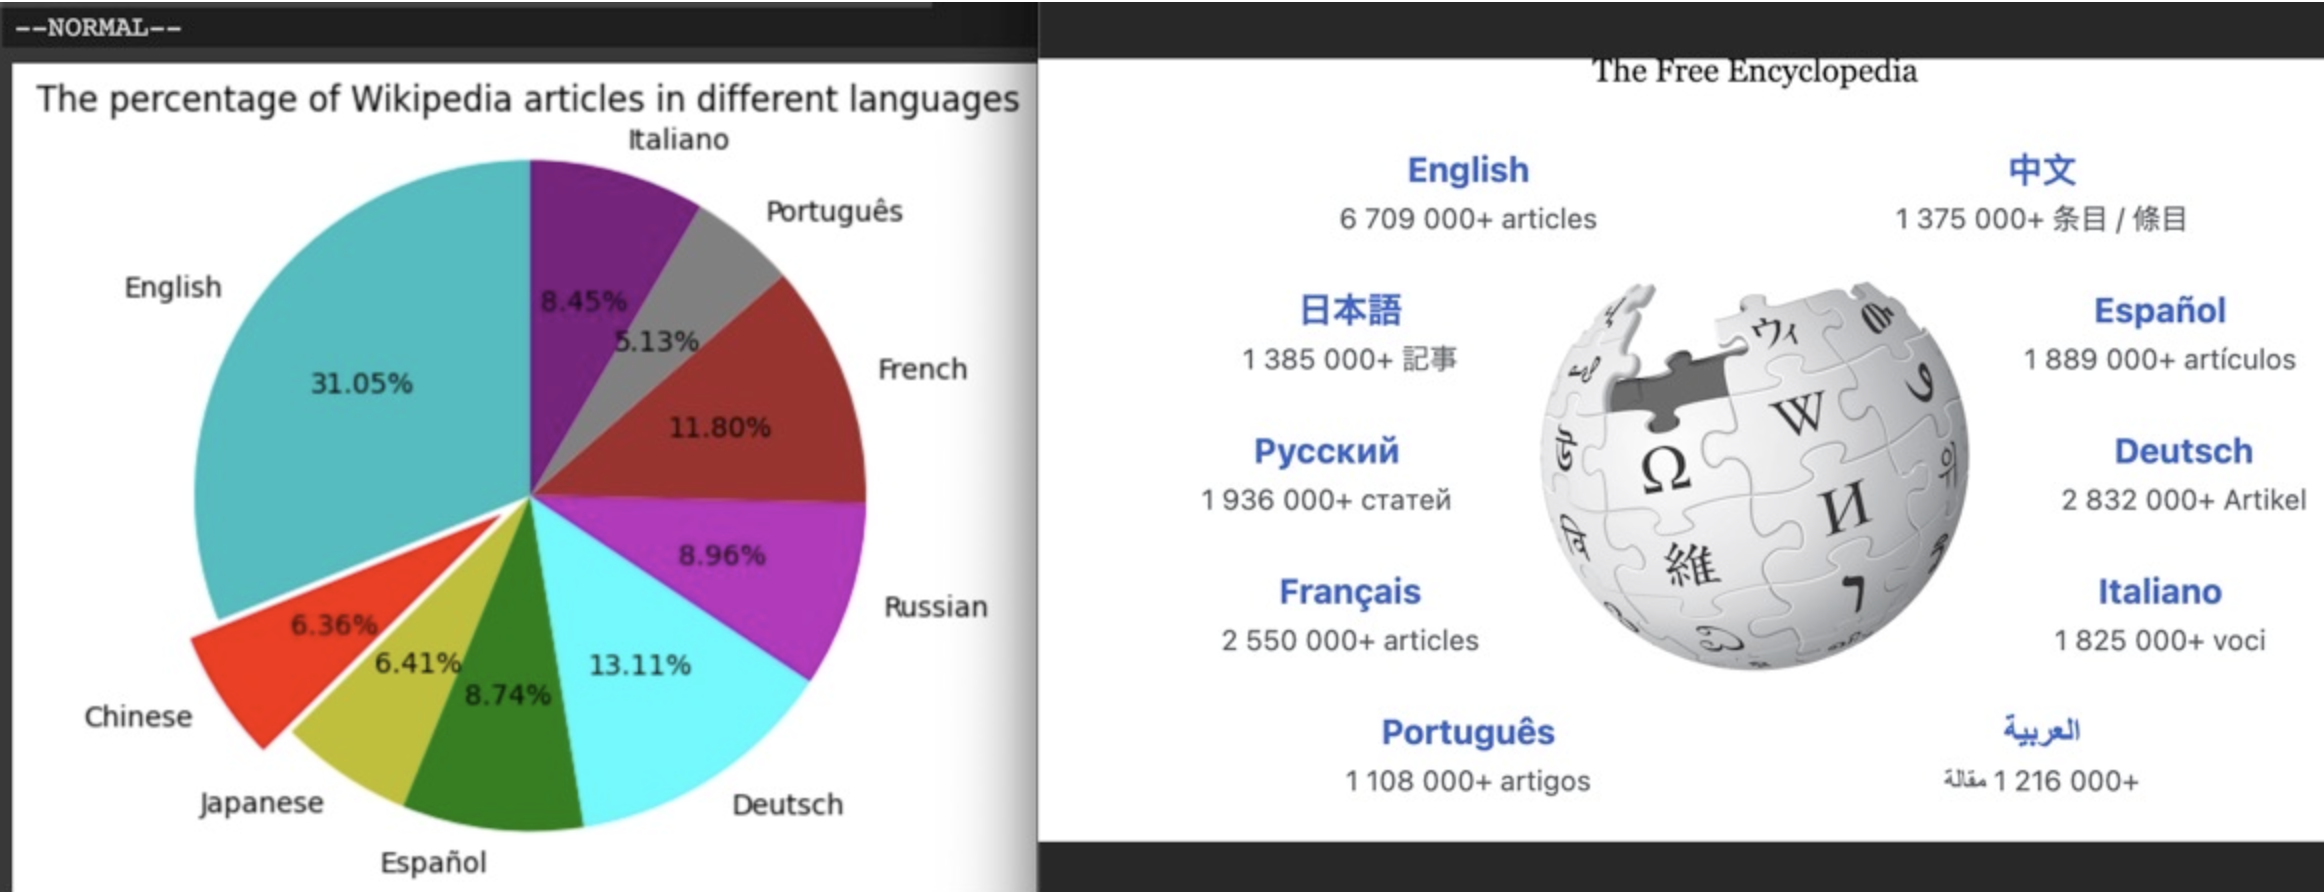 --NORMAL--
The percentage of Wikipedia articles in different languages
Italiano
Português
English
French
8.45%
5.13%
31.05%
11.80%
8.96%
Russian
6.36%
6.41%
8.74%
13.11%
Chinese
Japanese
Deutsch
Español
The Free Encyclopedia
English
6 709 000+ articles
中文
1 375 000+ 条目 / 條目
日本語
1 385 000+ 記事
Español
1 889 000+ artículos
Русский
1 936 000+ статей
Deutsch
2 832 000+ Artikel
Français
2 550 000+ articles
Italiano
1 825 000+ voci
Português
1 108 000+ artigos
العربية
1 216 000+ مقالة
Ω
W
И
維
ウィ